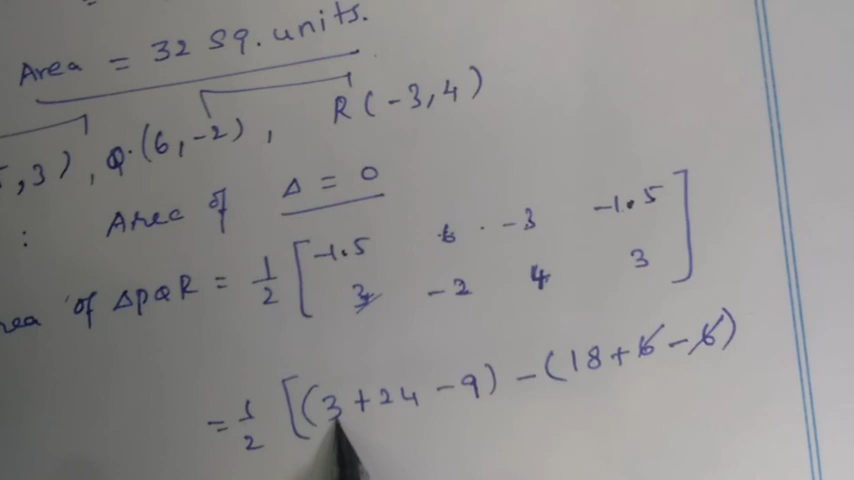 Area = 32 sq. units.
,3), Q.(6,-2), R(-3,4)
: Area of Δ = 0
of ΔPQR = 1/2 [-1.5 6 -3 -1.5
3 -2 4 3]
= 1/2 [(3+24-9) -(18+6-6)